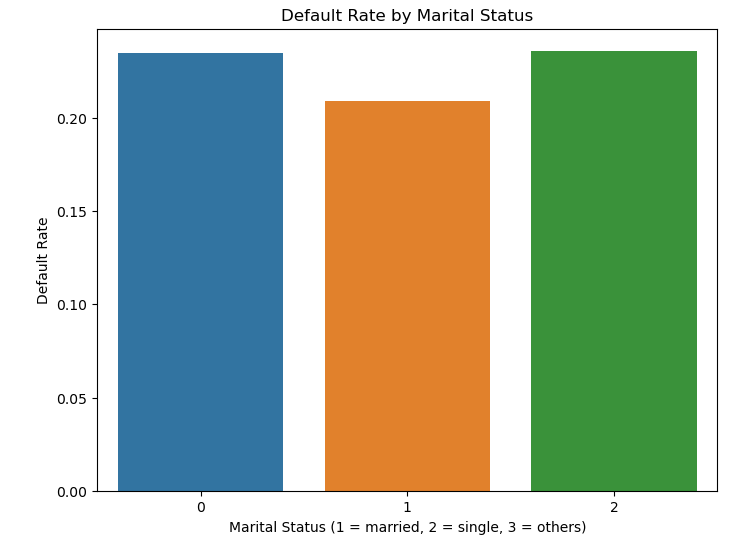 Default Rate by Marital Status
Default Rate
0.20
0.15
0.10
0.05
0.00
0 1 2
Marital Status (1 = married, 2 = single, 3 = others)